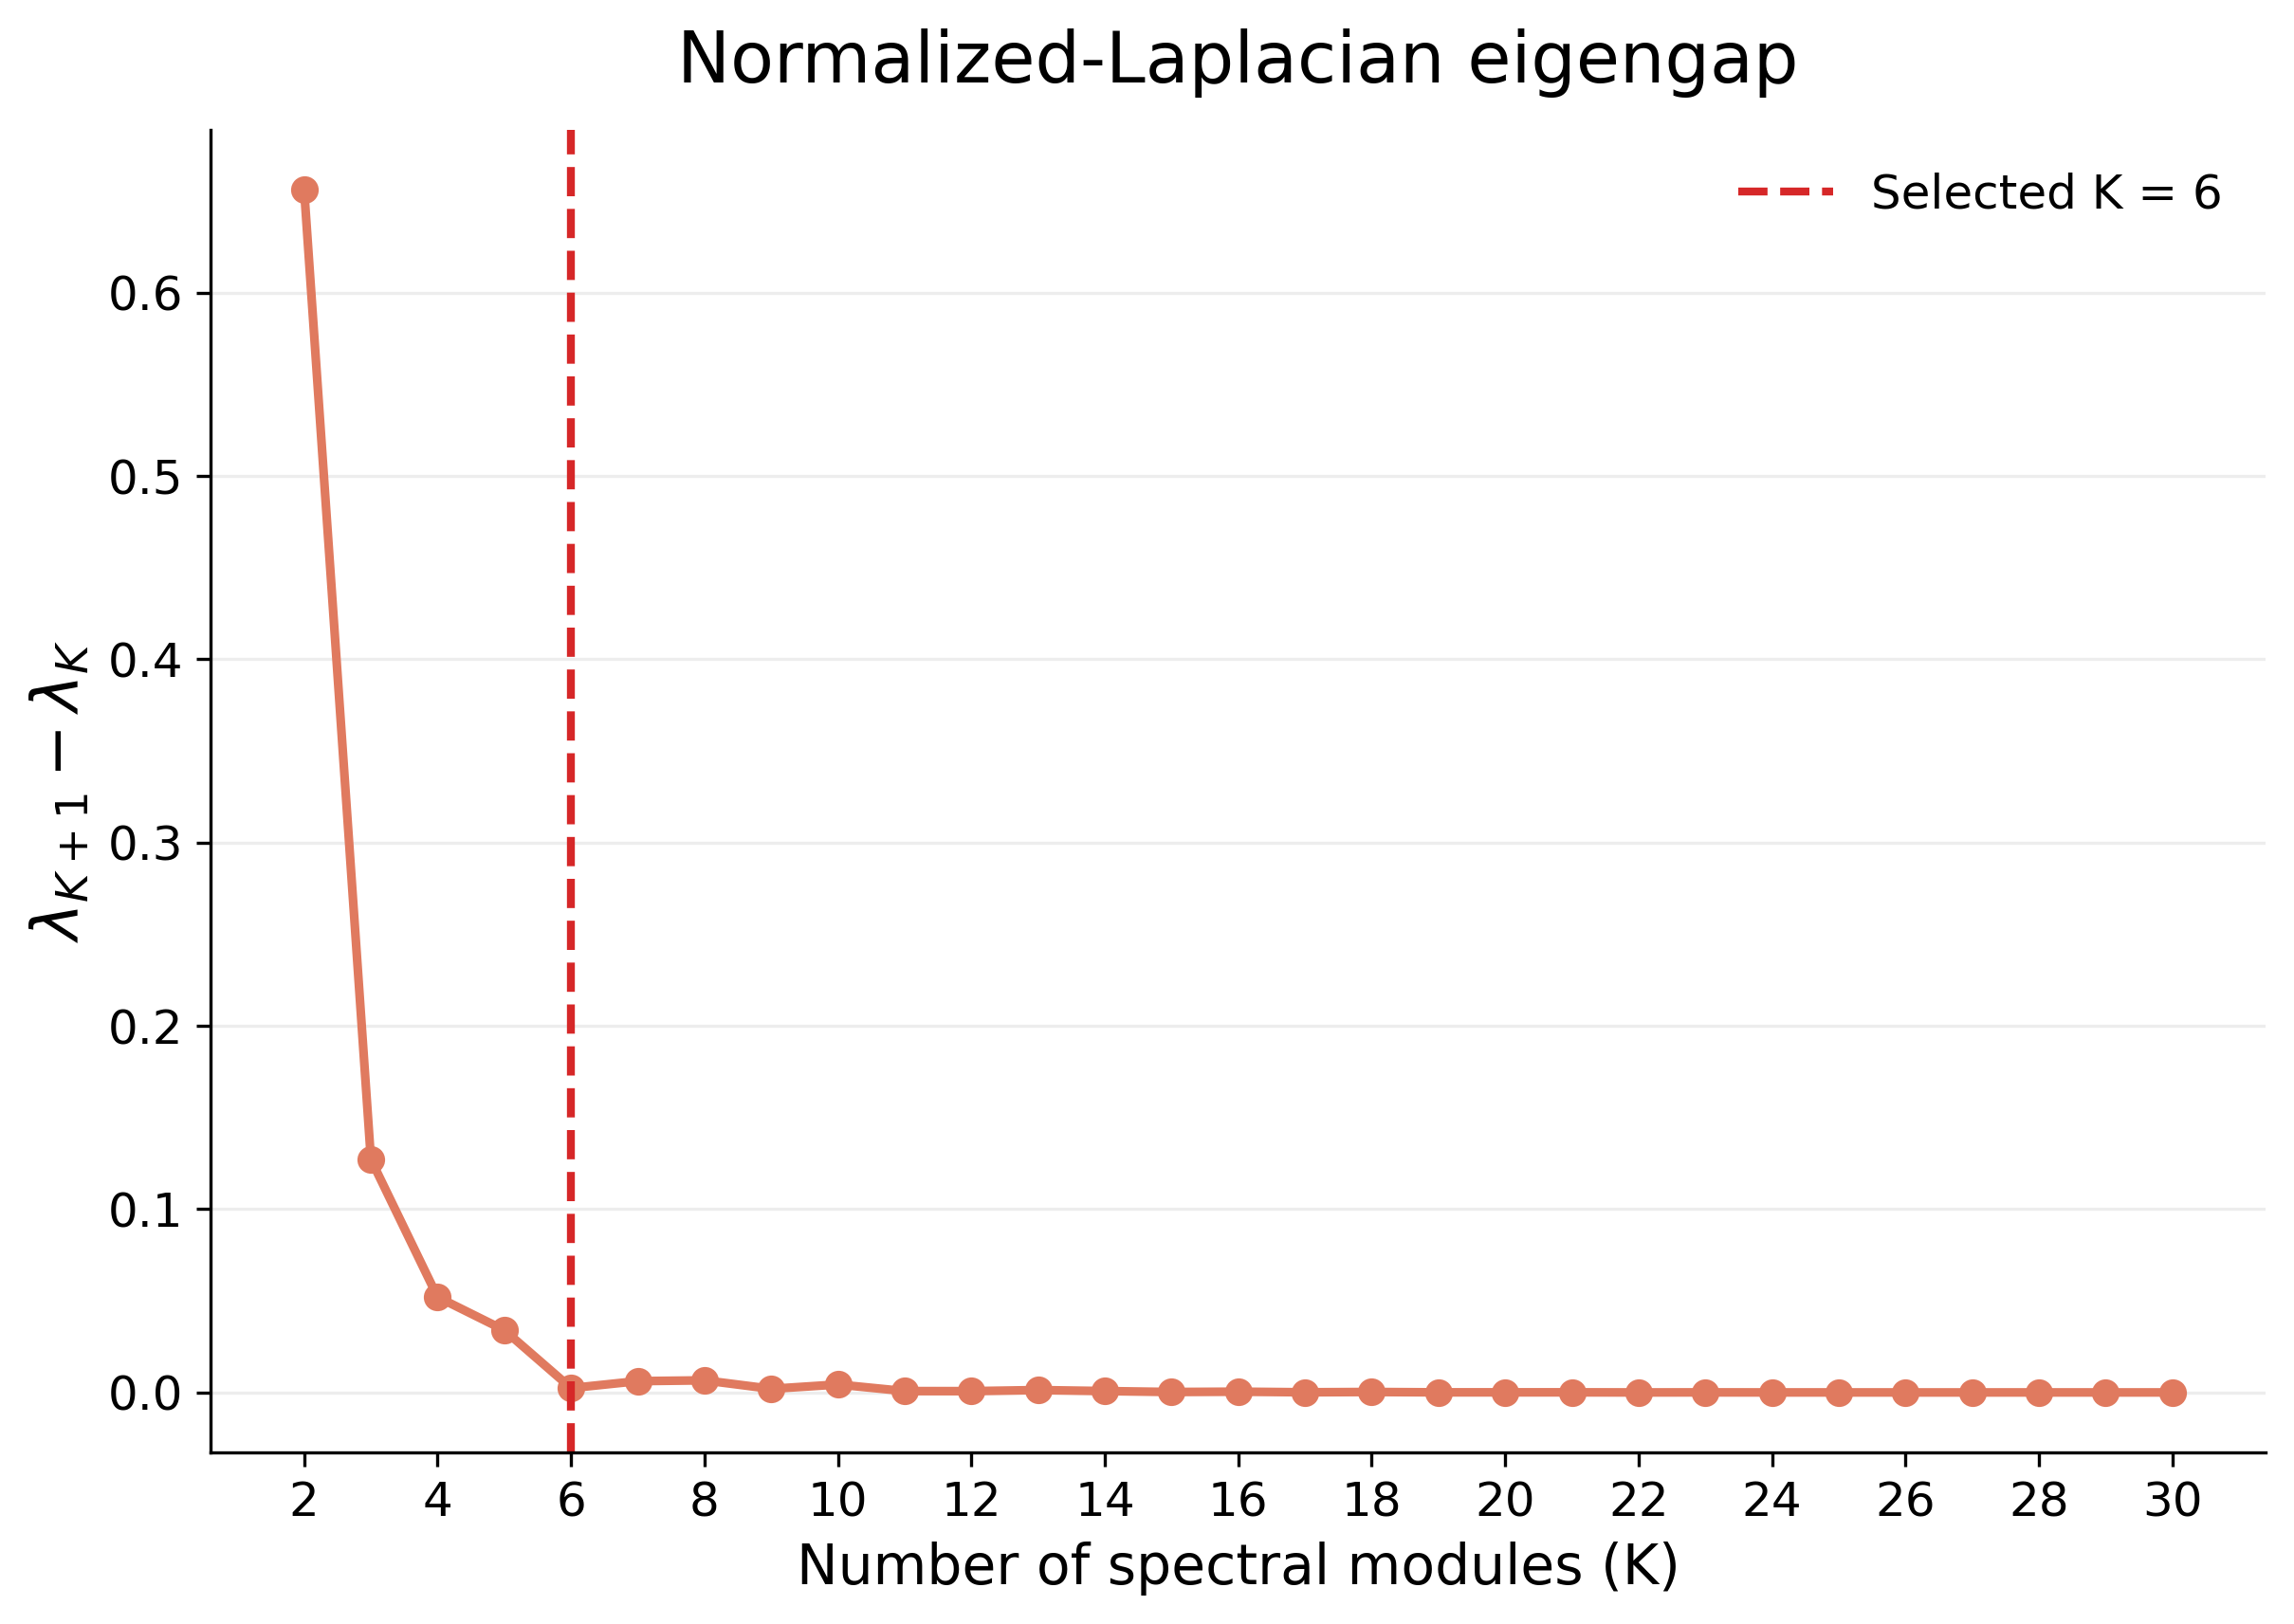 Normalized-Laplacian eigengap
Selected K = 6
λ_{K+1} − λ_K
0.6
0.5
0.4
0.3
0.2
0.1
0.0
2 4 6 8 10 12 14 16 18 20 22 24 26 28 30
Number of spectral modules (K)